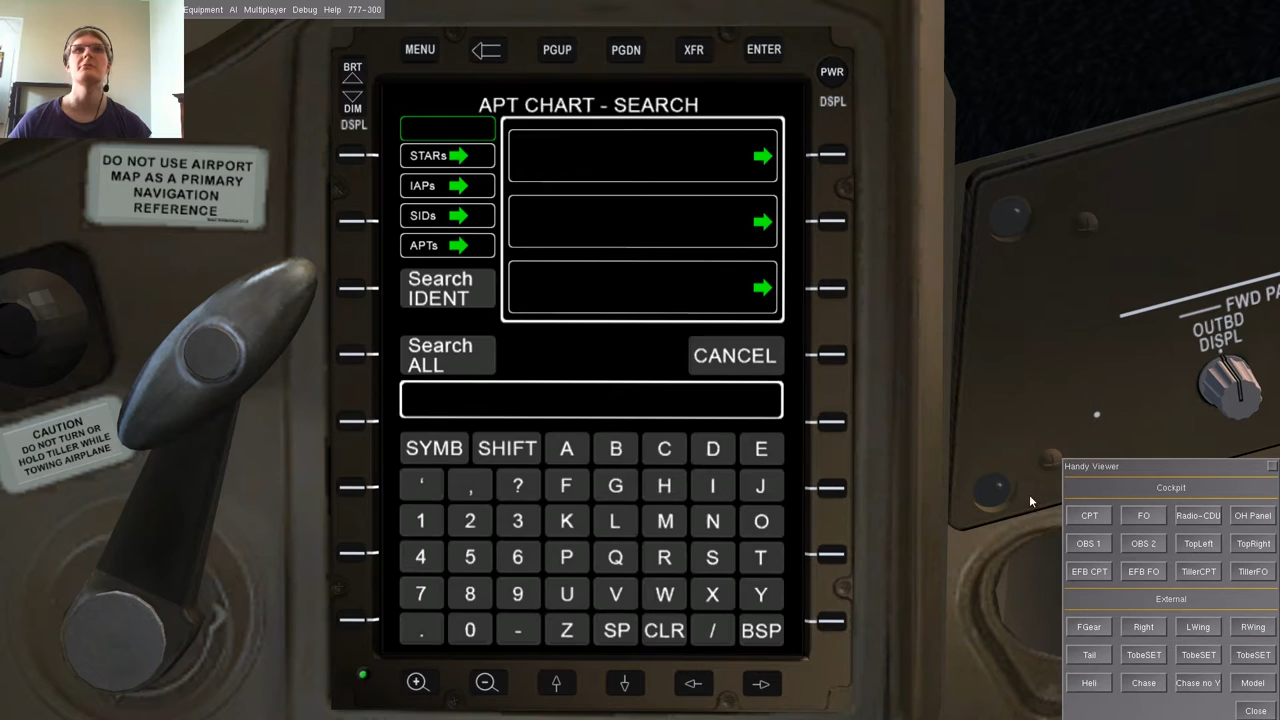 Equipment AI Multiplayer Debug Help 777-300
MENU PGUP PGDN XFR ENTER
BRT
DIM
DSPL
PWR
DSPL
DO NOT USE AIRPORT
MAP AS A PRIMARY
NAVIGATION
REFERENCE
CAUTION
DO NOT TURN OR
HOLD TILLER WHILE
TOWING AIRPLANE
APT CHART - SEARCH
STARs
IAPs
SIDs
APTs
Search
IDENT
Search
ALL
CANCEL
SYMB SHIFT A B C D E
' , ? F G H I J
1 2 3 K L M N O
4 5 6 P Q R S T
7 8 9 U V W X Y
. 0 - Z SP CLR / BSP
FWD PA
OUTBD
DISPL
Handy Viewer
Cockpit
CPT FO Radio-CDU OH Panel
OBS 1 OBS 2 TopLeft TopRight
EFB CPT EFB FO TillerCPT TillerFO
External
FGear Right LWing RWing
Tail TobeSET TobeSET TobeSET
Heli Chase Chase no Y Model
Close